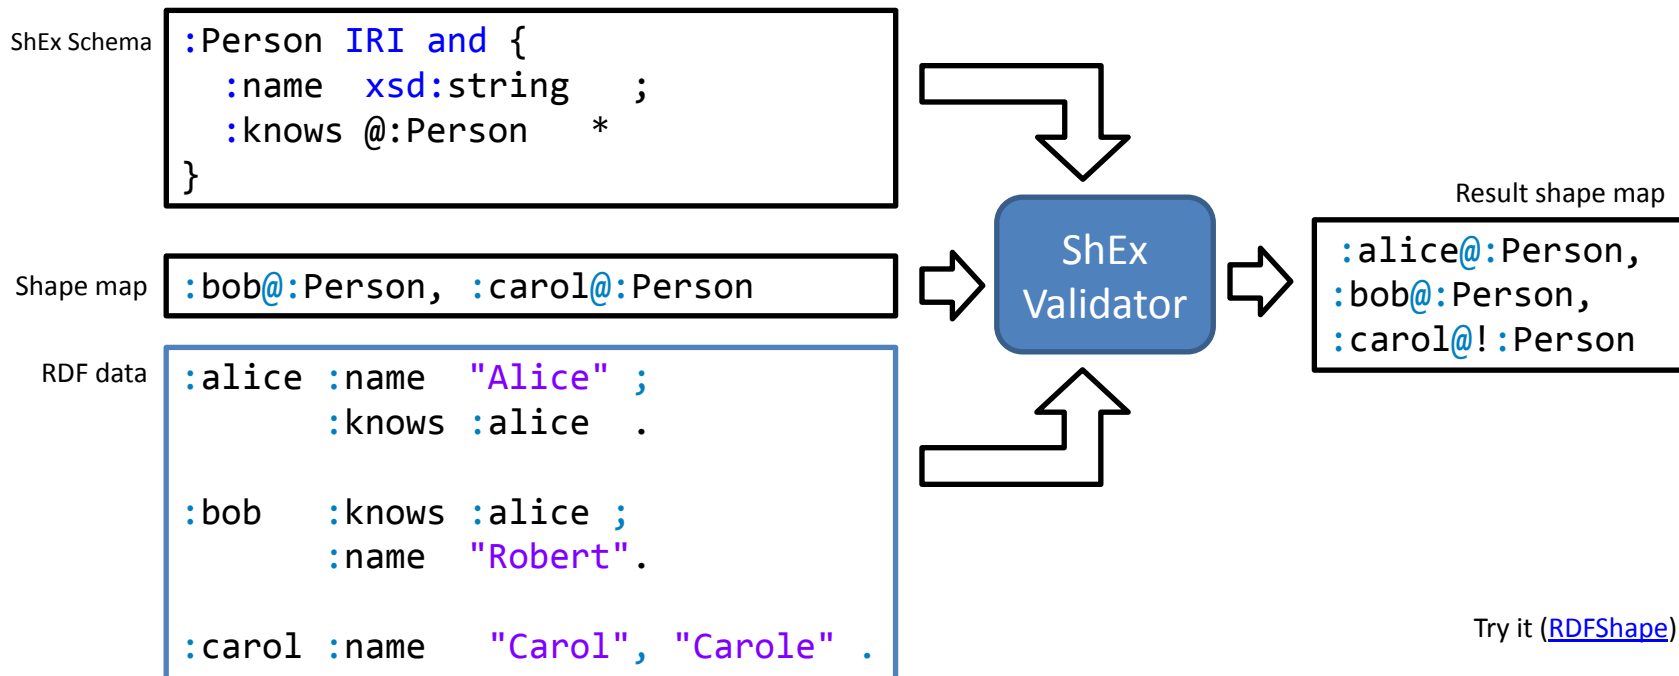 ShEx Schema
:Person IRI and {
:name xsd:string ;
:knows @:Person *
}
Shape map
:bob@:Person, :carol@:Person
RDF data
:alice :name "Alice" ;
:knows :alice .
:bob :knows :alice ;
:name "Robert".
:carol :name "Carol", "Carole" .
ShEx
Validator
Result shape map
:alice@:Person,
:bob@:Person,
:carol@!:Person
Try it (RDFShape)